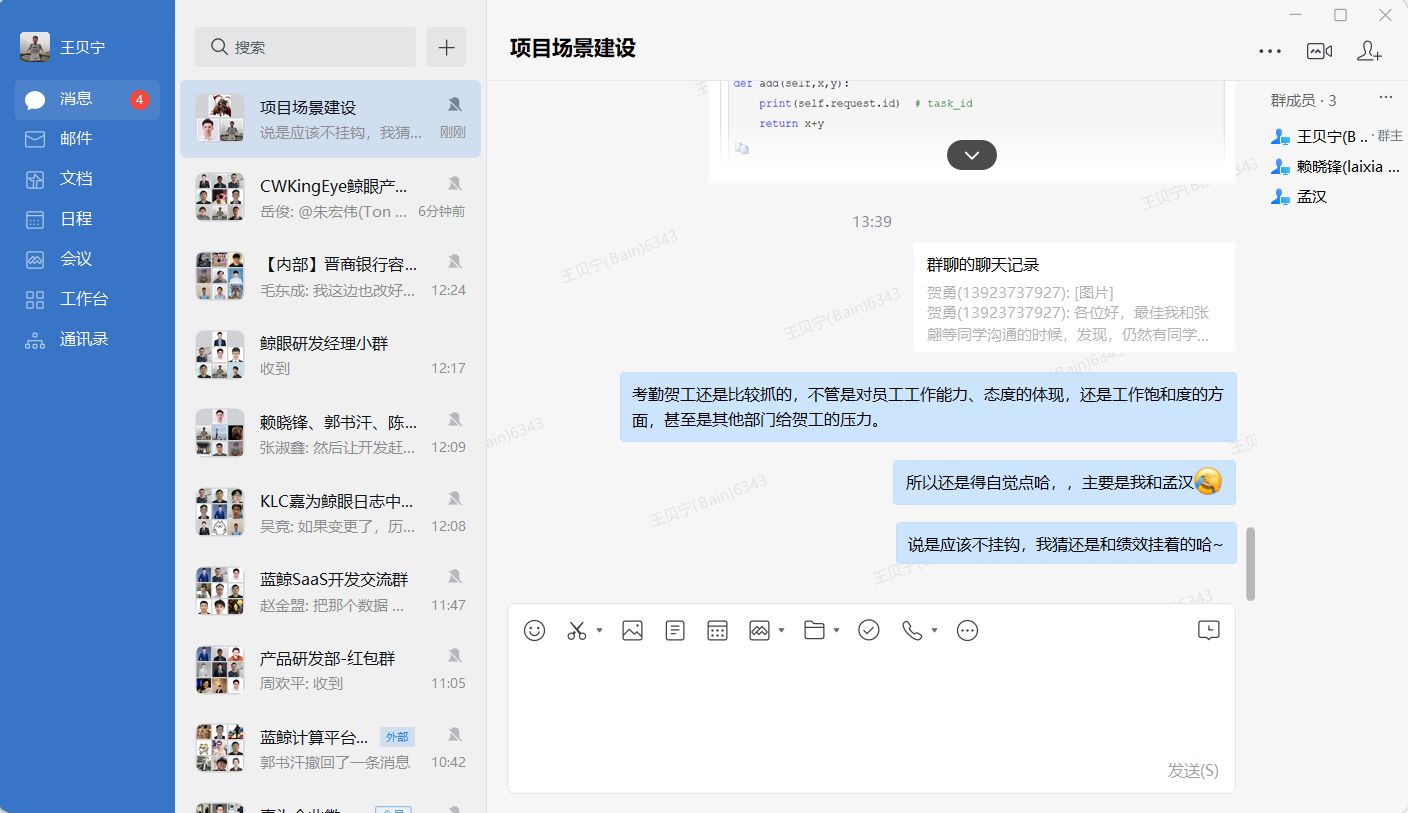 王贝宁
消息
4
邮件
文档
日程
会议
工作台
通讯录
搜索
项目场景建设
说是应该不挂钩，我猜...
刚刚
CWKingEye鲸眼产...
岳俊: @朱宏伟(Ton ...
6分钟前
【内部】晋商银行容...
毛东成: 我这边也改好...
12:24
鲸眼研发经理小群
收到
12:17
赖晓锋、郭书汗、陈...
张淑鑫: 然后让开发赶...
12:09
KLC嘉为鲸眼日志中...
吴竞: 如果变更了，历...
12:08
蓝鲸SaaS开发交流群
赵金盟: 把那个数据 ...
11:47
产品研发部-红包群
周欢平: 收到
11:05
蓝鲸计算平台...
外部
郭书汗撤回了一条消息
10:42
项目场景建设
def add(self,x,y):
print(self.request.id) # task_id
return x+y
13:39
群聊的聊天记录
贺勇(13923737927): [图片]
贺勇(13923737927): 各位好，最佳我和张
翩等同学沟通的时候，发现，仍然有同学...
考勤贺工还是比较抓的，不管是对员工工作能力、态度的体现，还是工作饱和度的方
面，甚至是其他部门给贺工的压力。
所以还是得自觉点哈，，主要是我和孟汉
说是应该不挂钩，我猜还是和绩效挂着的哈~
发送(S)
群成员 · 3
王贝宁(B .. · 群主
赖晓锋(laixia ...
孟汉
王贝宁(Bain)6343
王贝宁(Bain)6343
王贝宁(Bain)6343